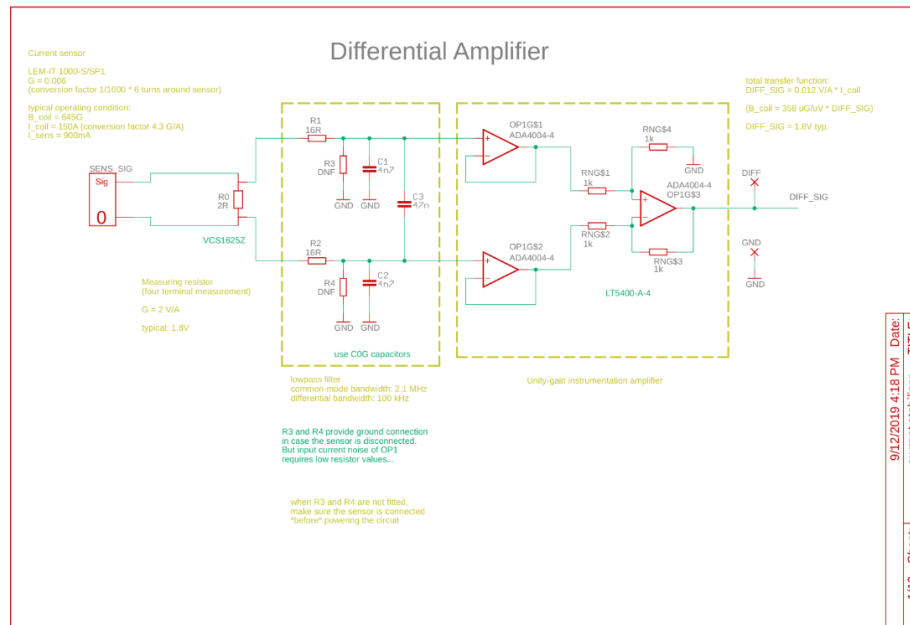 Differential Amplifier
Current sensor
LEM-IT 1000-S/SP1
G = 0.006
(conversion factor 1/1000 * 6 turns around sensor)
typical operating condition:
B_coil = 645G
I_coil = 150A (conversion factor 4.3 G/A)
I_sens = 900mA
total transfer function:
DIFF_SIG = 0.012 V/A * I_coil
(B_coil = 358 uG/uV * DIFF_SIG)
DIFF_SIG = 1.8V typ.
SENS_SIG
Sig
0
R0
2R
VCS1625Z
Measuring resistor
(four terminal measurement)
G = 2 V/A
typical: 1.8V
R1
16R
R3
DNF
C1
4n7
GND
GND
C3
47n
R2
16R
R4
DNF
C2
4n7
GND
GND
use C0G capacitors
lowpass filter
common-mode bandwidth: 2.1 MHz
differential bandwidth: 100 kHz
R3 and R4 provide ground connection
in case the sensor is disconnected.
But input current noise of OP1
requires low resistor values...
when R3 and R4 are not fitted,
make sure the sensor is connected
*before* powering the circuit
OP1G$1
ADA4004-4
OP1G$2
ADA4004-4
RNG$1
1k
RNG$2
1k
RNG$4
1k
GND
ADA4004-4
OP1G$3
RNG$3
1k
LT5400-A-4
Unity-gain instrumentation amplifier
DIFF
DIFF_SIG
GND
GND
9/12/2019 4:18 PM Date: